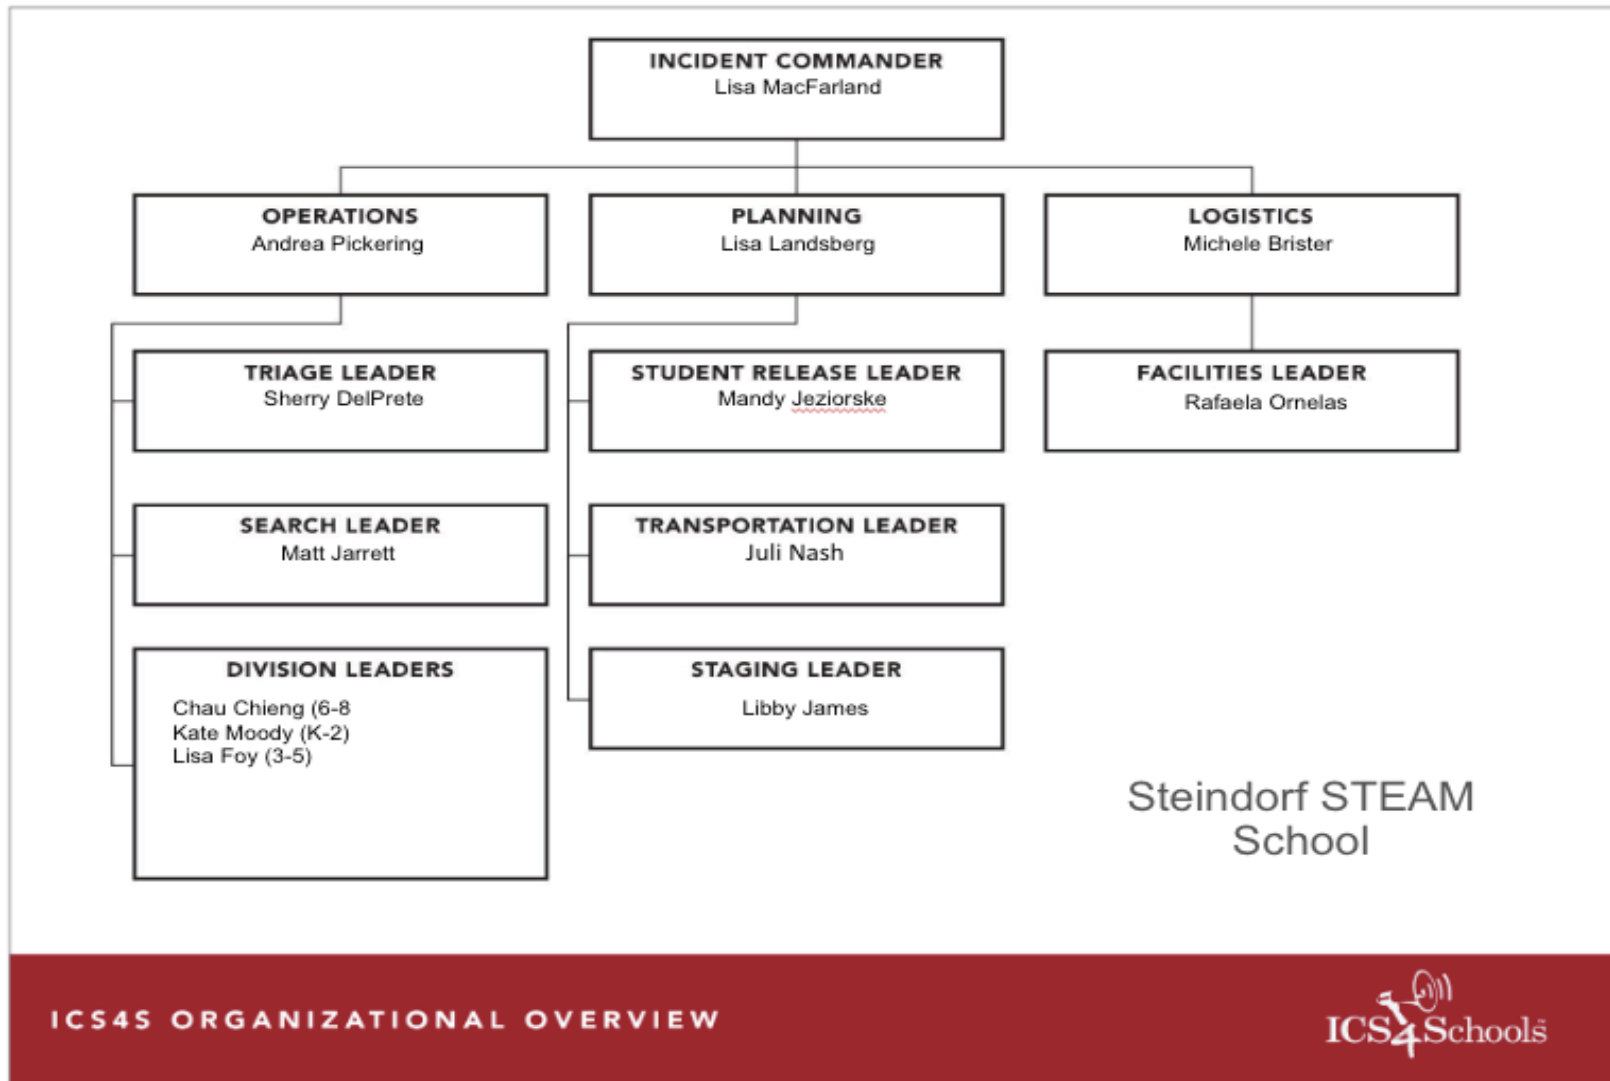 INCIDENT COMMANDER
Lisa MacFarland
OPERATIONS
Andrea Pickering
PLANNING
Lisa Landsberg
LOGISTICS
Michele Brister
TRIAGE LEADER
Sherry DelPrete
STUDENT RELEASE LEADER
Mandy Jeziorske
FACILITIES LEADER
Rafaela Ornelas
SEARCH LEADER
Matt Jarrett
TRANSPORTATION LEADER
Juli Nash
DIVISION LEADERS
Chau Chieng (6-8
Kate Moody (K-2)
Lisa Foy (3-5)
STAGING LEADER
Libby James
Steindorf STEAM
School
ICS4S ORGANIZATIONAL OVERVIEW
ICS4Schools™